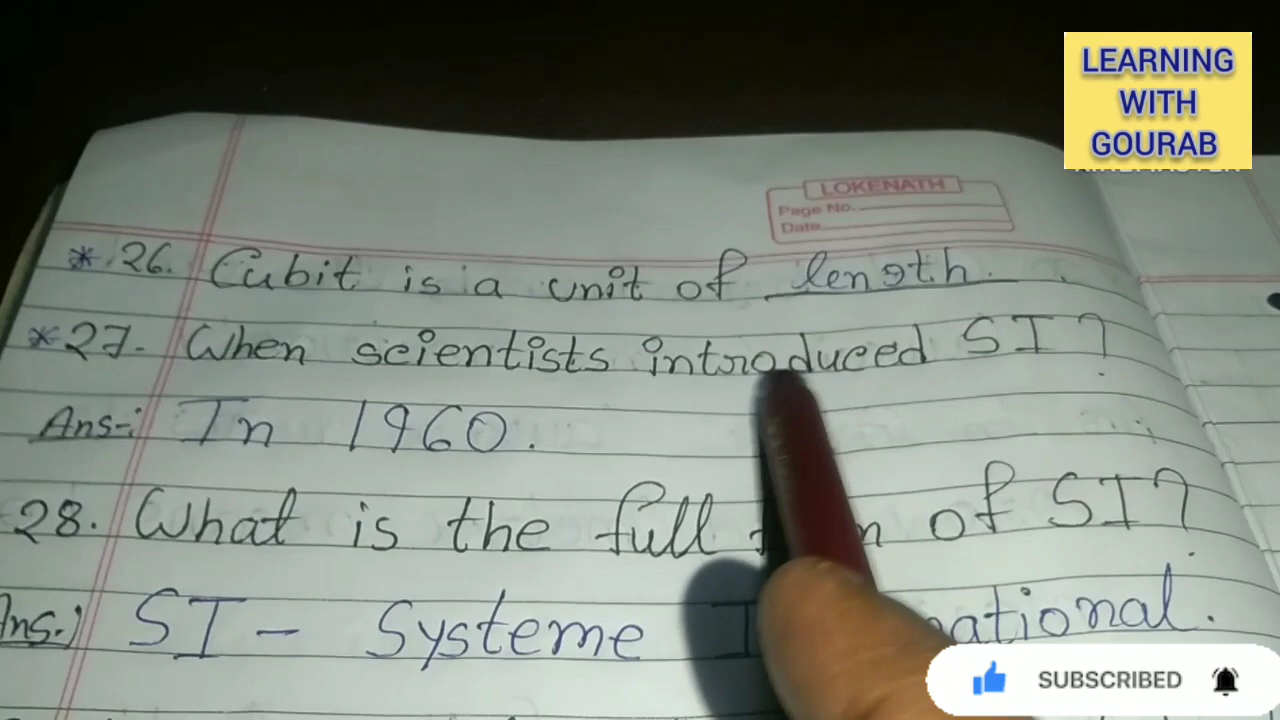 LEARNING
WITH
GOURAB
LOKENATH
Page No.
Date
* 26. Cubit is a unit of length.
* 27. When scientists introduced SI?
Ans:- In 1960.
28. What is the full of SI?
Ans:- SI - Systeme
SUBSCRIBED